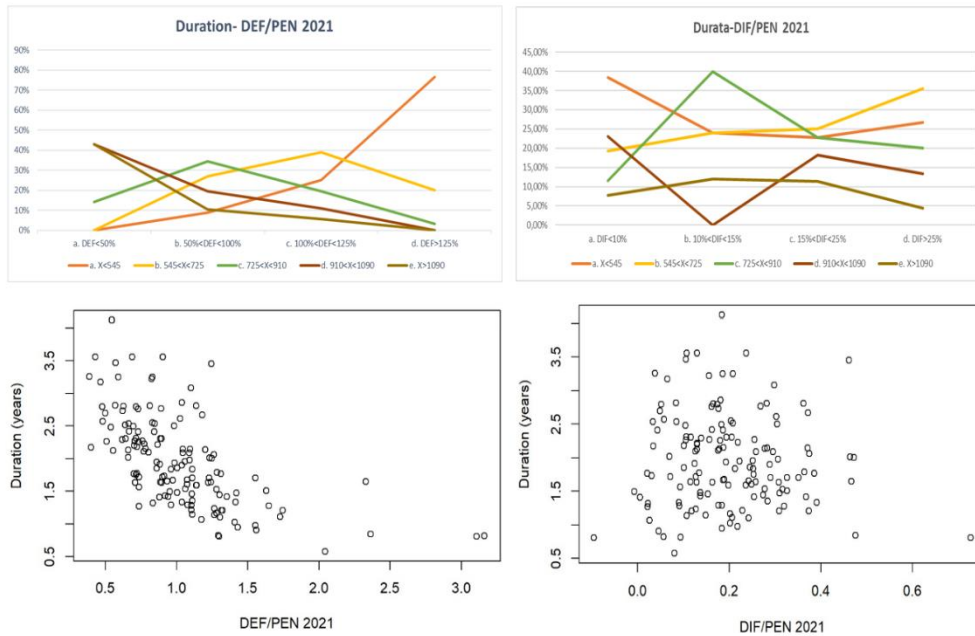 Duration- DEF/PEN 2021
90%
80%
70%
60%
50%
40%
30%
20%
10%
0%
a. DEF<50% b. 50%<DEF<100% c. 100%<DEF<125% d. DEF>125%
a. X<545 b. 545<X<725 c. 725<X<910 d. 910<X<1090 e. X>1090
Durata-DIF/PEN 2021
45,00%
40,00%
35,00%
30,00%
25,00%
20,00%
15,00%
10,00%
5,00%
0,00%
a. DIF<10% b. 10%<DIF<15% c. 15%<DIF<25% d. DIF>25%
a. X<545 b. 545<X<725 c. 725<X<910 d. 910<X<1090 e. X>1090
Duration (years)
3.5
2.5
1.5
0.5
0.5 1.0 1.5 2.0 2.5 3.0
DEF/PEN 2021
Duration (years)
3.5
2.5
1.5
0.5
0.0 0.2 0.4 0.6
DIF/PEN 2021